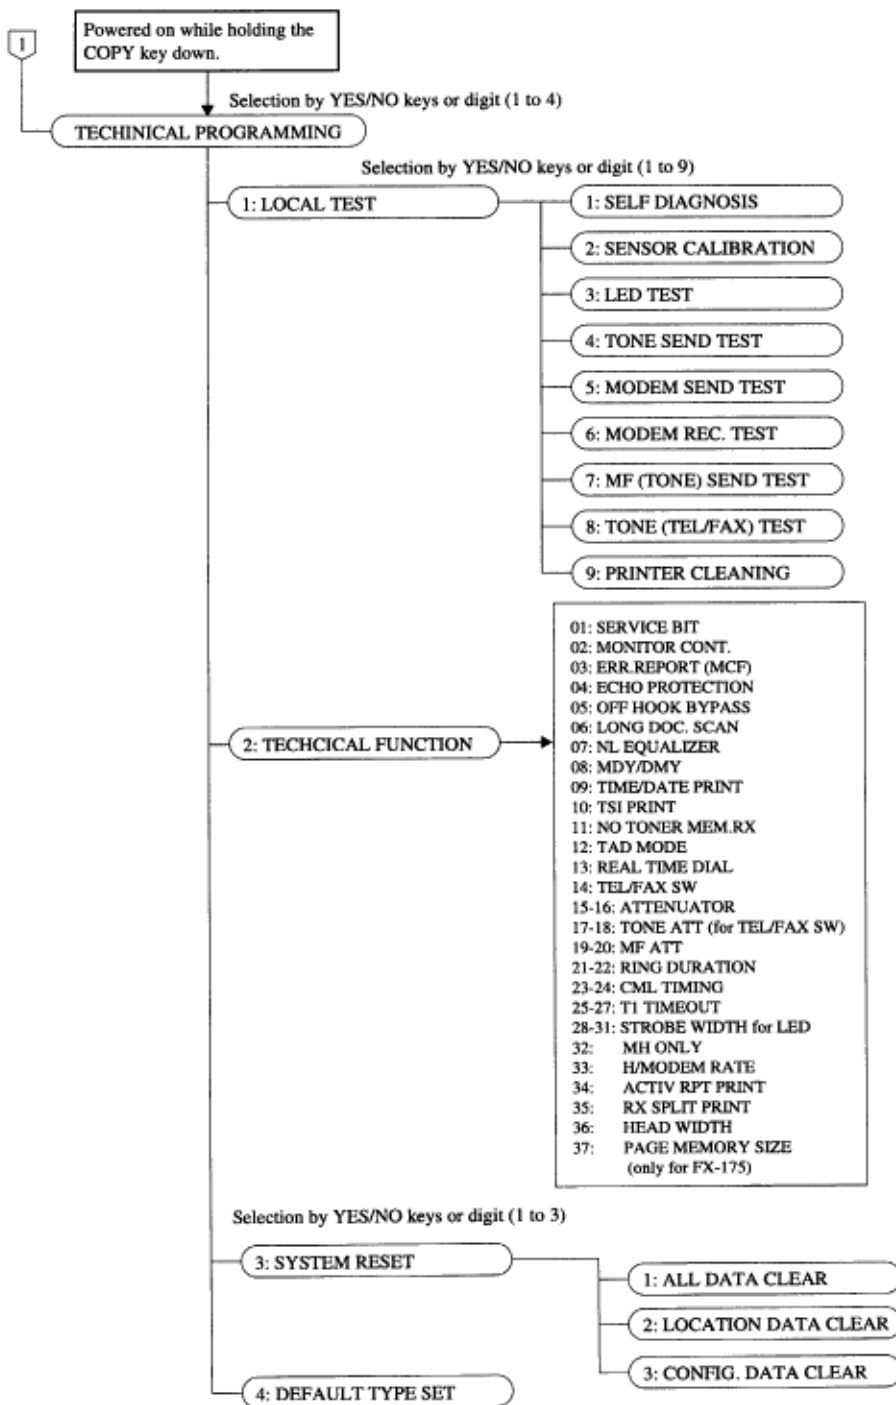 1
Powered on while holding the
COPY key down.
Selection by YES/NO keys or digit (1 to 4)
TECHINICAL PROGRAMMING
Selection by YES/NO keys or digit (1 to 9)
1: LOCAL TEST
1: SELF DIAGNOSIS
2: SENSOR CALIBRATION
3: LED TEST
4: TONE SEND TEST
5: MODEM SEND TEST
6: MODEM REC. TEST
7: MF (TONE) SEND TEST
8: TONE (TEL/FAX) TEST
9: PRINTER CLEANING
2: TECHCICAL FUNCTION
01: SERVICE BIT
02: MONITOR CONT.
03: ERR.REPORT (MCF)
04: ECHO PROTECTION
05: OFF HOOK BYPASS
06: LONG DOC. SCAN
07: NL EQUALIZER
08: MDY/DMY
09: TIME/DATE PRINT
10: TSI PRINT
11: NO TONER MEM.RX
12: TAD MODE
13: REAL TIME DIAL
14: TEL/FAX SW
15-16: ATTENUATOR
17-18: TONE ATT (for TEL/FAX SW)
19-20: MF ATT
21-22: RING DURATION
23-24: CML TIMING
25-27: T1 TIMEOUT
28-31: STROBE WIDTH for LED
32: MH ONLY
33: H/MODEM RATE
34: ACTIV RPT PRINT
35: RX SPLIT PRINT
36: HEAD WIDTH
37: PAGE MEMORY SIZE
(only for FX-175)
Selection by YES/NO keys or digit (1 to 3)
3: SYSTEM RESET
1: ALL DATA CLEAR
2: LOCATION DATA CLEAR
3: CONFIG. DATA CLEAR
4: DEFAULT TYPE SET